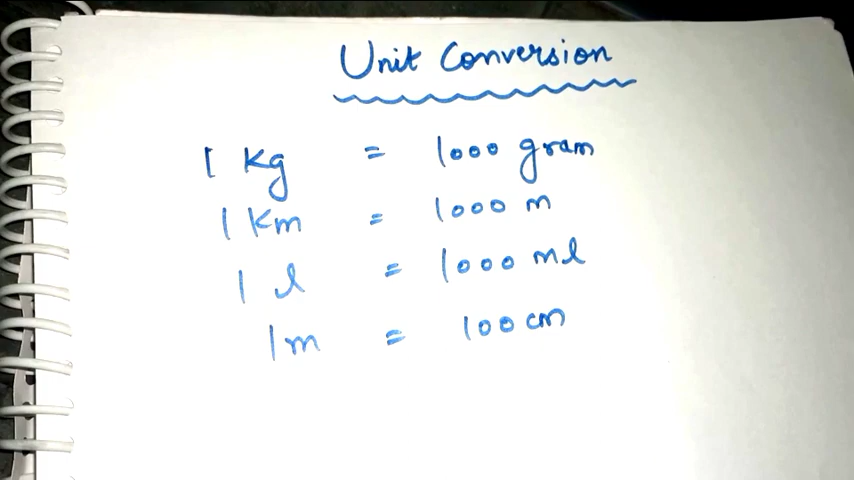 Unit Conversion
1 Kg = 1000 gram
1 Km = 1000 m
1 l = 1000 ml
1m = 100 cm